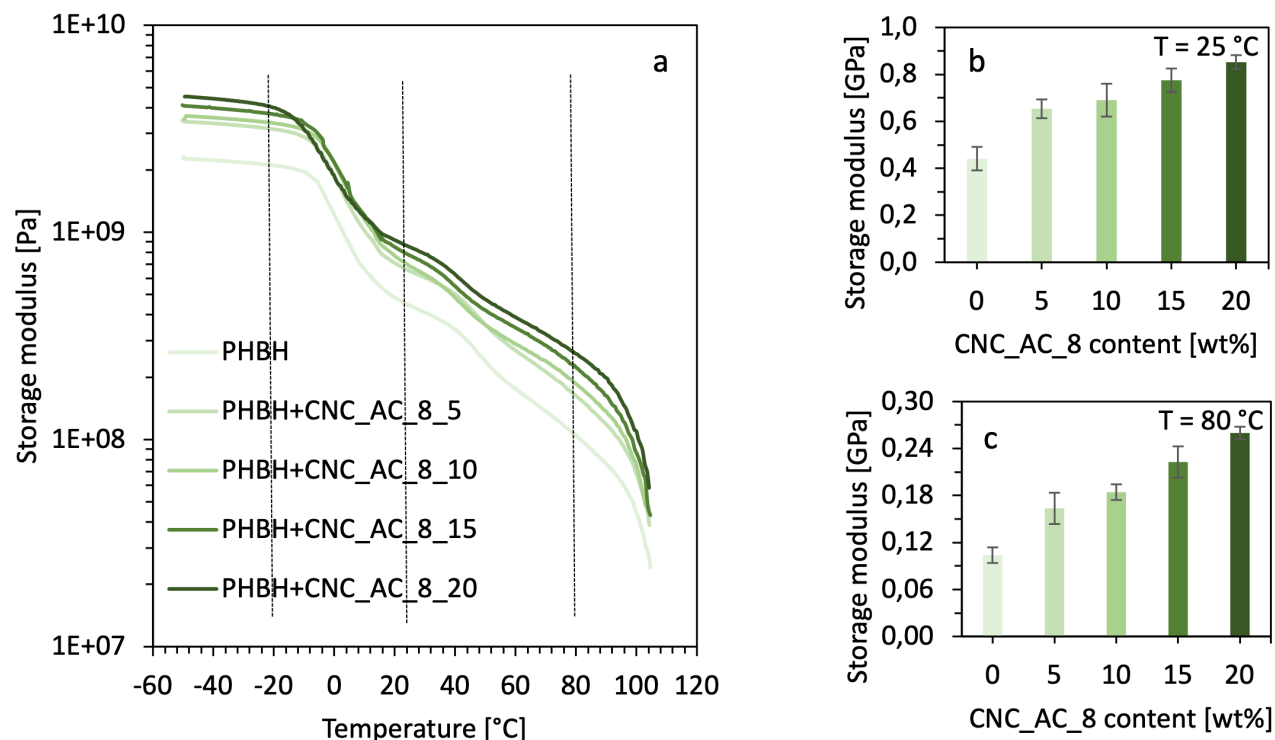 a
1E+10
1E+09
1E+08
1E+07
Storage modulus [Pa]
PHBH
PHBH+CNC_AC_8_5
PHBH+CNC_AC_8_10
PHBH+CNC_AC_8_15
PHBH+CNC_AC_8_20
-60 -40 -20 0 20 40 60 80 100 120
Temperature [°C]
b
T = 25 °C
1,0
0,8
0,6
0,4
0,2
0,0
Storage modulus [GPa]
0 5 10 15 20
CNC_AC_8 content [wt%]
c
T = 80 °C
0,30
0,24
0,18
0,12
0,06
0,00
Storage modulus [GPa]
0 5 10 15 20
CNC_AC_8 content [wt%]